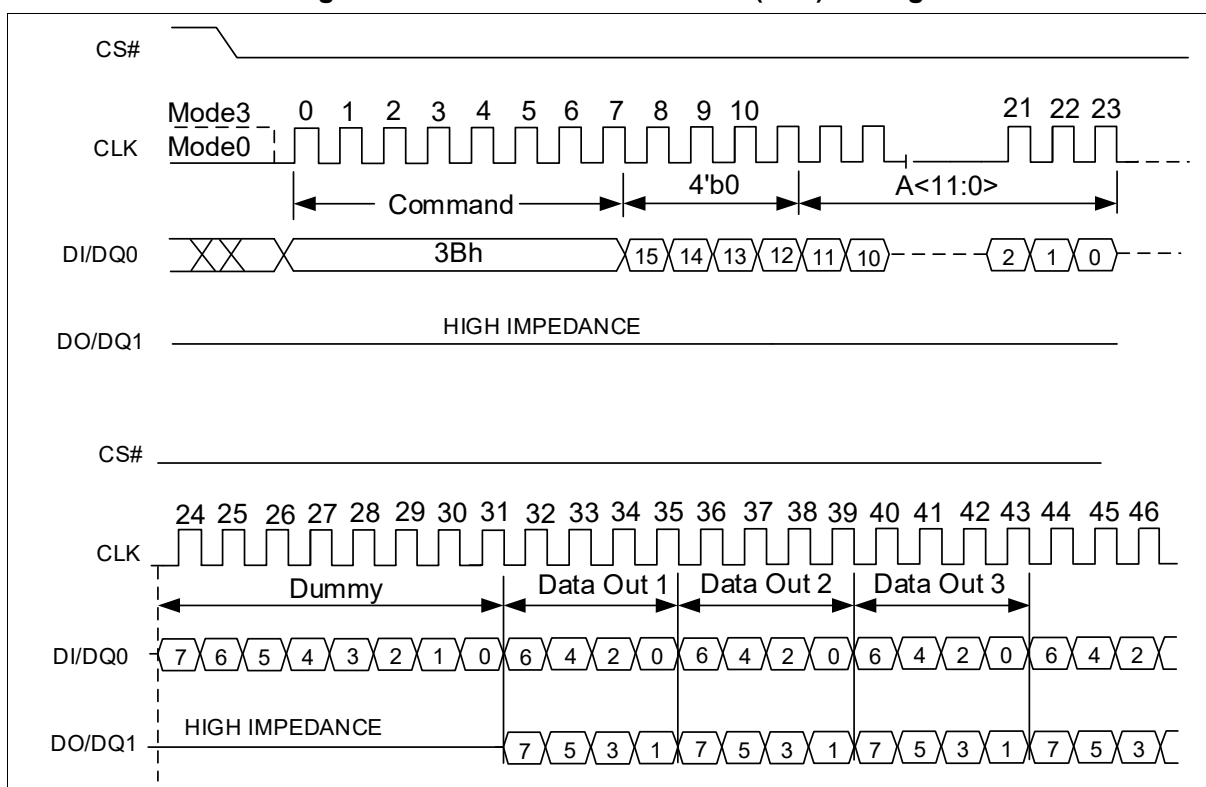 CS#
Mode3 0 1 2 3 4 5 6 7 8 9 10 21 22 23
CLK Mode0
4'b0 A<11:0>
Command
DI/DQ0 3Bh 15 14 13 12 11 10 2 1 0
HIGH IMPEDANCE
DO/DQ1
CS#
24 25 26 27 28 29 30 31 32 33 34 35 36 37 38 39 40 41 42 43 44 45 46
CLK
Dummy Data Out 1 Data Out 2 Data Out 3
DI/DQ0 7 6 5 4 3 2 1 0 6 4 2 0 6 4 2 0 6 4 2 0 6 4 2
HIGH IMPEDANCE
DO/DQ1 7 5 3 1 7 5 3 1 7 5 3 1 7 5 3